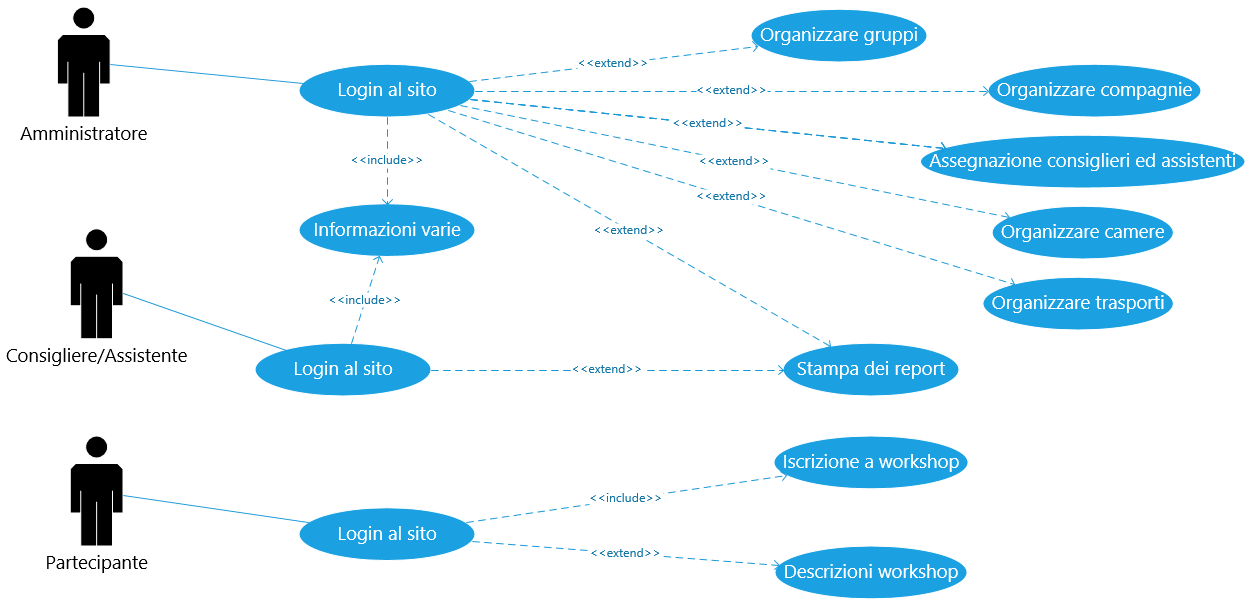 Organizzare gruppi
<<extend>>
Login al sito
<<extend>>
Organizzare compagnie
Amministratore
<<extend>>
<<include>>
<<extend>>
Assegnazione consiglieri ed assistenti
<<extend>>
Informazioni varie
<<extend>>
Organizzare camere
<<include>>
Organizzare trasporti
Consigliere/Assistente
Login al sito
<<extend>>
Stampa dei report
Iscrizione a workshop
<<include>>
Login al sito
<<extend>>
Partecipante
Descrizioni workshop